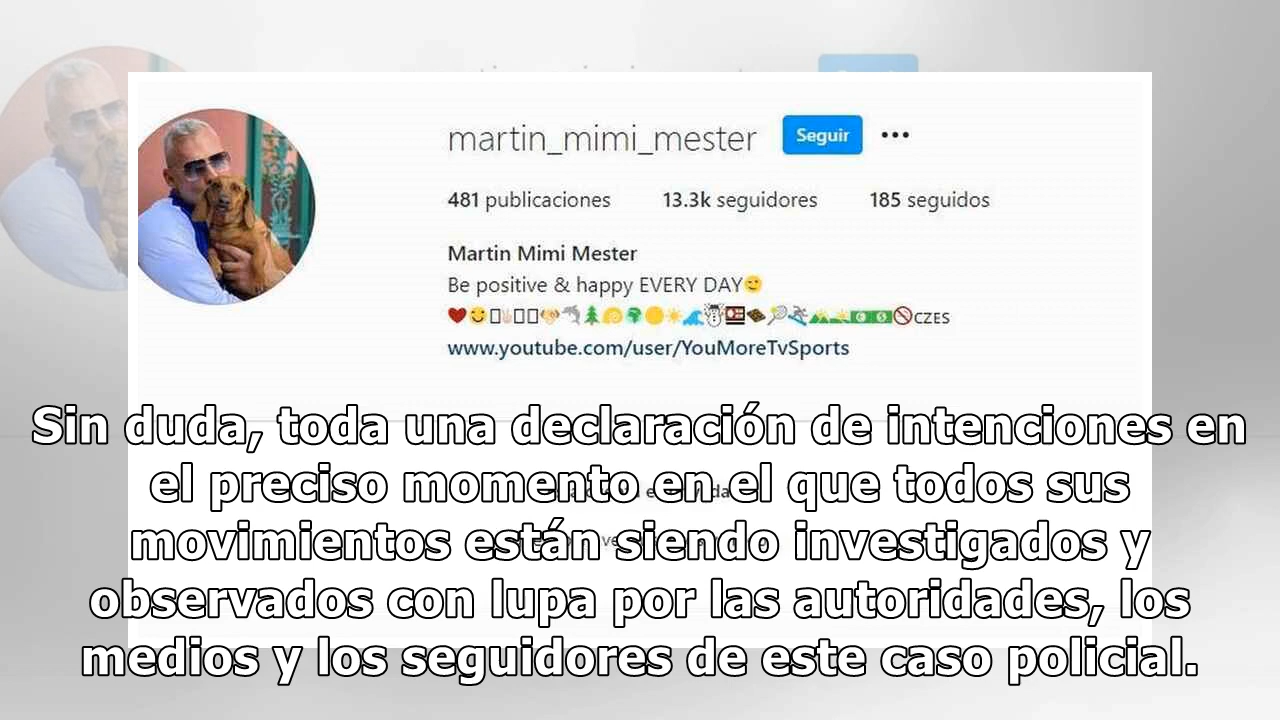 martin_mimi_mester Seguir •••
481 publicaciones 13.3k seguidores 185 seguidos
Martin Mimi Mester
Be positive & happy EVERY DAY😊
CZES
www.youtube.com/user/YouMoreTvSports
Sin duda, toda una declaración de intenciones en
el preciso momento en el que todos sus
movimientos están siendo investigados y
observados con lupa por las autoridades, los
medios y los seguidores de este caso policial.